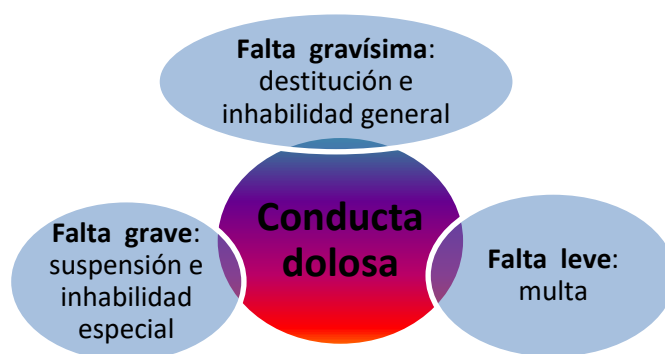 Falta gravísima:
destitución e
inhabilidad general
Conducta
dolosa
Falta grave:
suspensión e
inhabilidad
especial
Falta leve:
multa